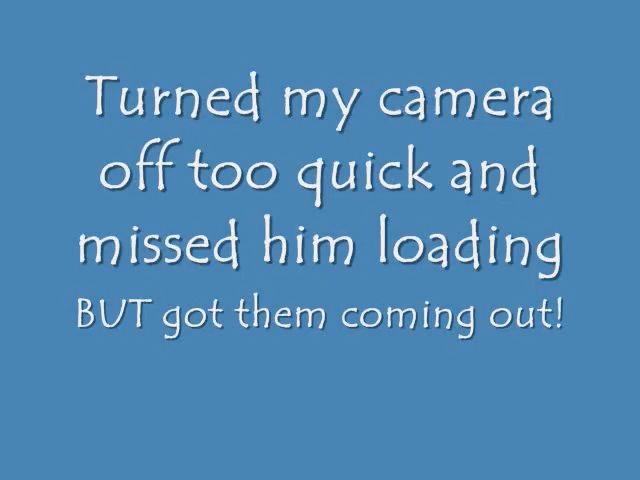 Turned my camera
off too quick and
missed him loading
BUT got them coming out!